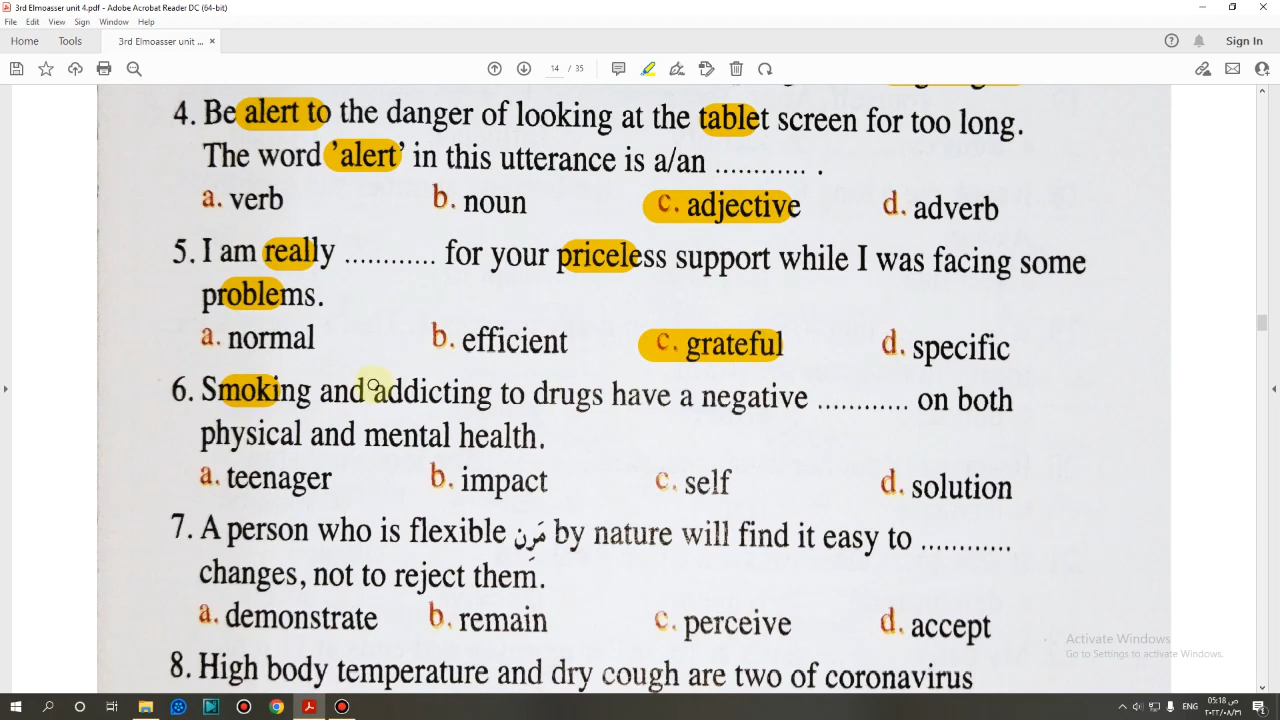 3rd Elmoasser unit 4.pdf - Adobe Acrobat Reader DC (64-bit)
File Edit View Sign Window Help
Home Tools 3rd Elmoasser unit ... × Sign In
14 / 35
4. Be alert to the danger of looking at the tablet screen for too long.
The word 'alert' in this utterance is a/an ............ .
a. verb b. noun c. adjective d. adverb
5. I am really ............ for your priceless support while I was facing some
problems.
a. normal b. efficient c. grateful d. specific
6. Smoking and addicting to drugs have a negative ............ on both
physical and mental health.
a. teenager b. impact c. self d. solution
7. A person who is flexible مَرِن by nature will find it easy to ............
changes, not to reject them.
a. demonstrate b. remain c. perceive d. accept
8. High body temperature and dry cough are two of coronavirus
Activate Windows
Go to Settings to activate Windows.
ENG 05:18 ص
٢٠٢٢/٠٨/٣١